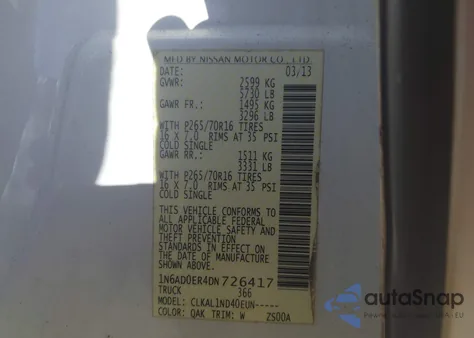 MFD BY NISSAN MOTOR CO., LTD.
DATE: 03/13
GVWR: 2599 KG
5730 LB
GAWR FR.: 1495 KG
3296 LB
WITH P265/70R16 TIRES
16 X 7.0 RIMS AT 35 PSI
COLD SINGLE
GAWR RR.: 1511 KG
3331 LB
WITH P265/70R16 TIRES
16 X 7.0 RIMS AT 35 PSI
COLD SINGLE
THIS VEHICLE CONFORMS TO
ALL APPLICABLE FEDERAL
MOTOR VEHICLE SAFETY AND
THEFT PREVENTION
STANDARDS IN EFFECT ON
THE DATE OF MANUFACTURE
SHOWN ABOVE.
1N6AD0ER4DN726417
TRUCK 366
MODEL: CLKAL1ND40EUN-----
COLOR: QAK TRIM: W ZS00A
autoSnap